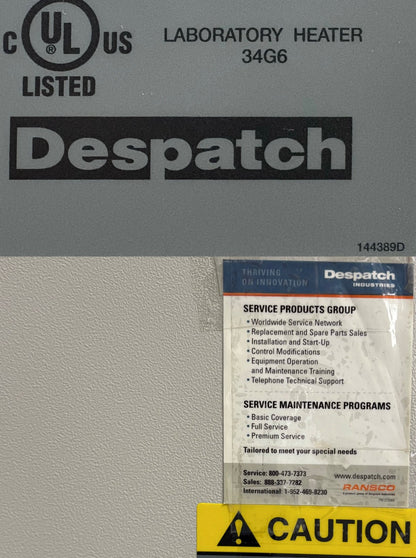 C UL ® US
LISTED
LABORATORY HEATER
34G6
Despatch
144389D
THRIVING
ON INNOVATION
Despatch
INDUSTRIES
SERVICE PRODUCTS GROUP
• Worldwide Service Network
• Replacement and Spare Parts Sales
• Installation and Start-Up
• Control Modifications
• Equipment Operation
and Maintenance Training
• Telephone Technical Support
SERVICE MAINTENANCE PROGRAMS
• Basic Coverage
• Full Service
• Premium Service
Tailored to meet your special needs
Service: 800-473-7373
Sales: 888-337-7282
International: 1-952-469-8230
www.despatch.com
RANSCO
CAUTION